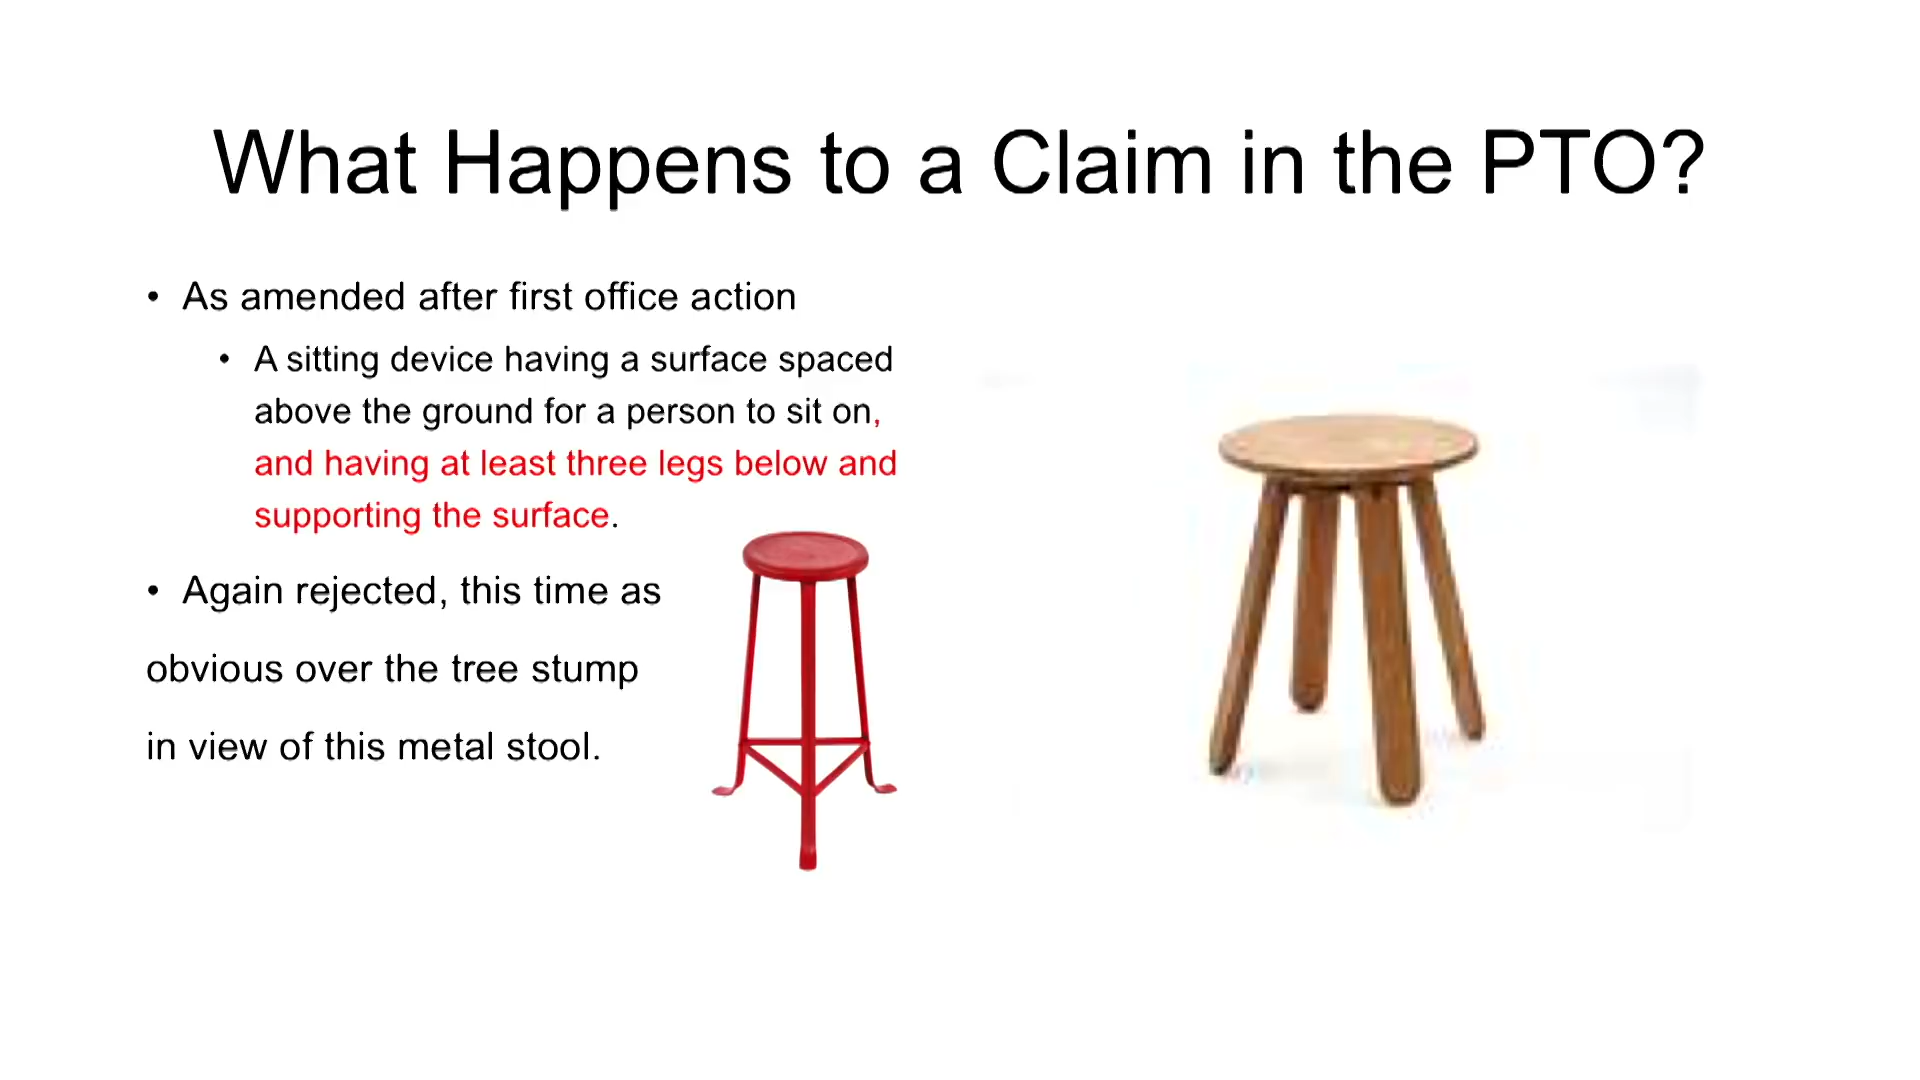 What Happens to a Claim in the PTO?
• As amended after first office action
• A sitting device having a surface spaced
above the ground for a person to sit on,
and having at least three legs below and
supporting the surface.
• Again rejected, this time as
obvious over the tree stump
in view of this metal stool.